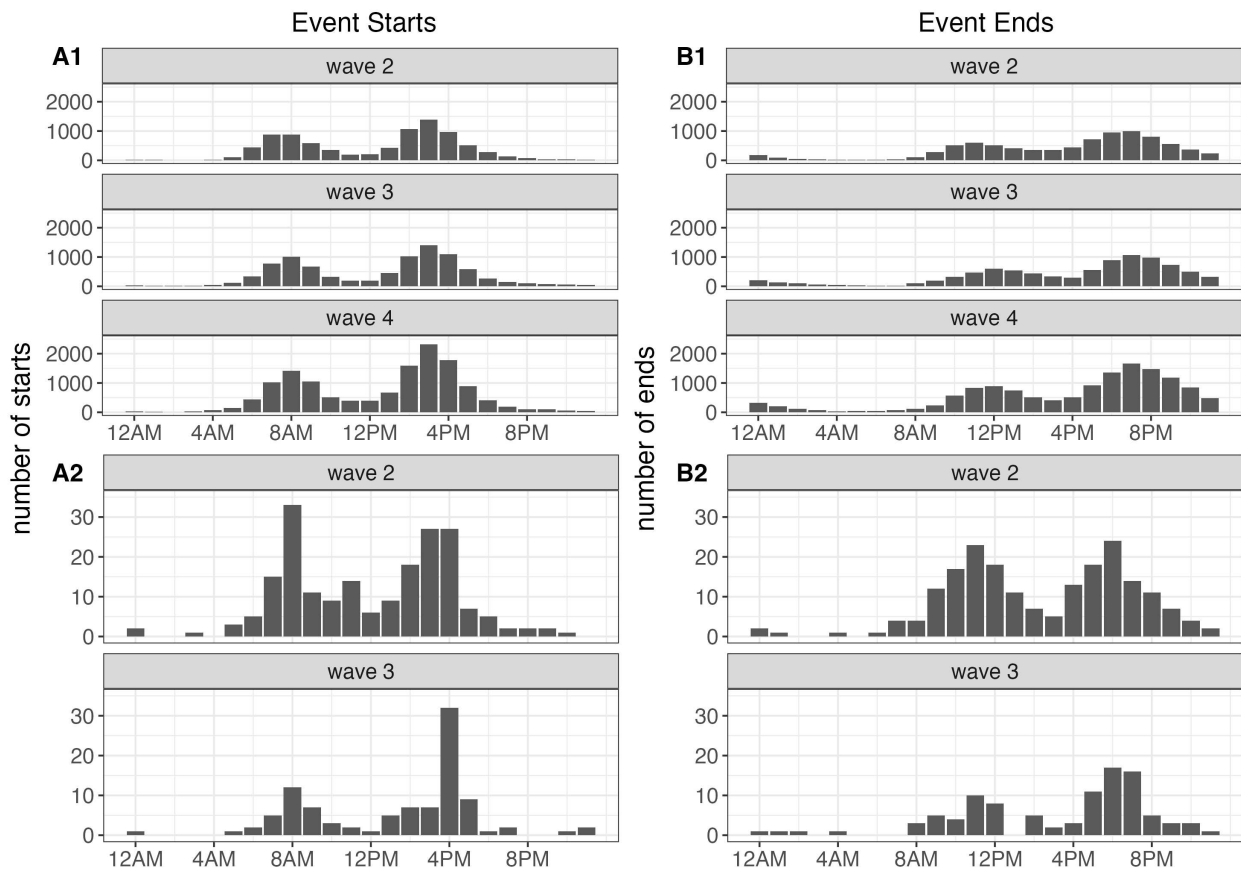 Event Starts
Event Ends
A1
wave 2
2000
1000
0
wave 3
2000
1000
0
wave 4
2000
1000
0
12AM 4AM 8AM 12PM 4PM 8PM
B1
wave 2
2000
1000
0
wave 3
2000
1000
0
wave 4
2000
1000
0
12AM 4AM 8AM 12PM 4PM 8PM
number of starts
number of ends
A2
wave 2
30
20
10
0
wave 3
30
20
10
0
12AM 4AM 8AM 12PM 4PM 8PM
B2
wave 2
30
20
10
0
wave 3
30
20
10
0
12AM 4AM 8AM 12PM 4PM 8PM